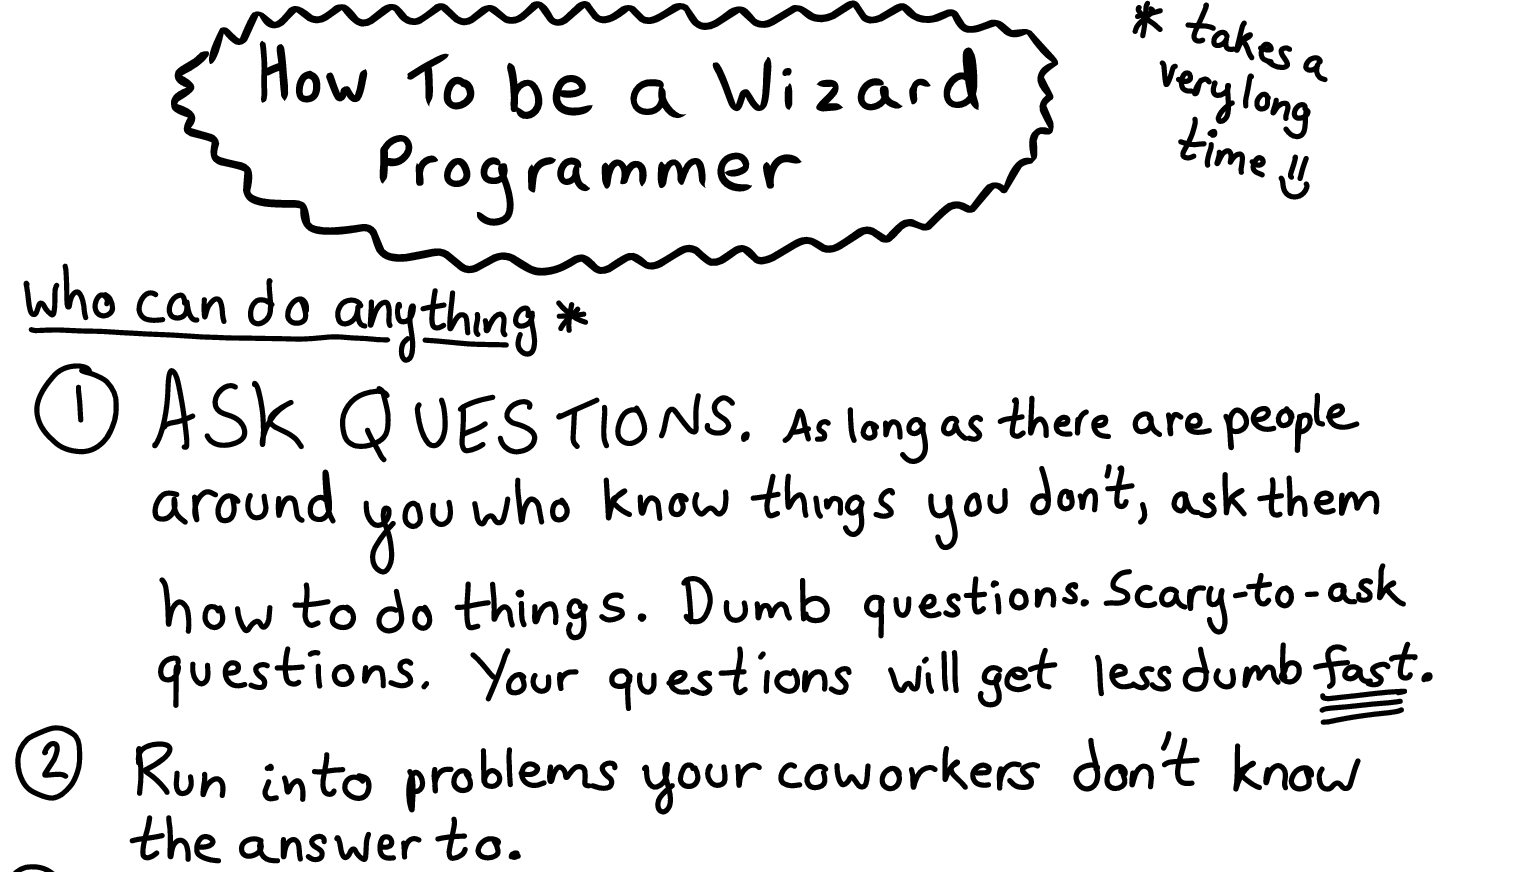 How To be a Wizard
Programmer
* takes a
very long
time !!
who can do anything *
1 ASK QUESTIONS. As long as there are people
around you who know things you don't, ask them
how to do things. Dumb questions. Scary-to-ask
questions. Your questions will get less dumb fast.
2 Run into problems your coworkers don't know
the answer to.